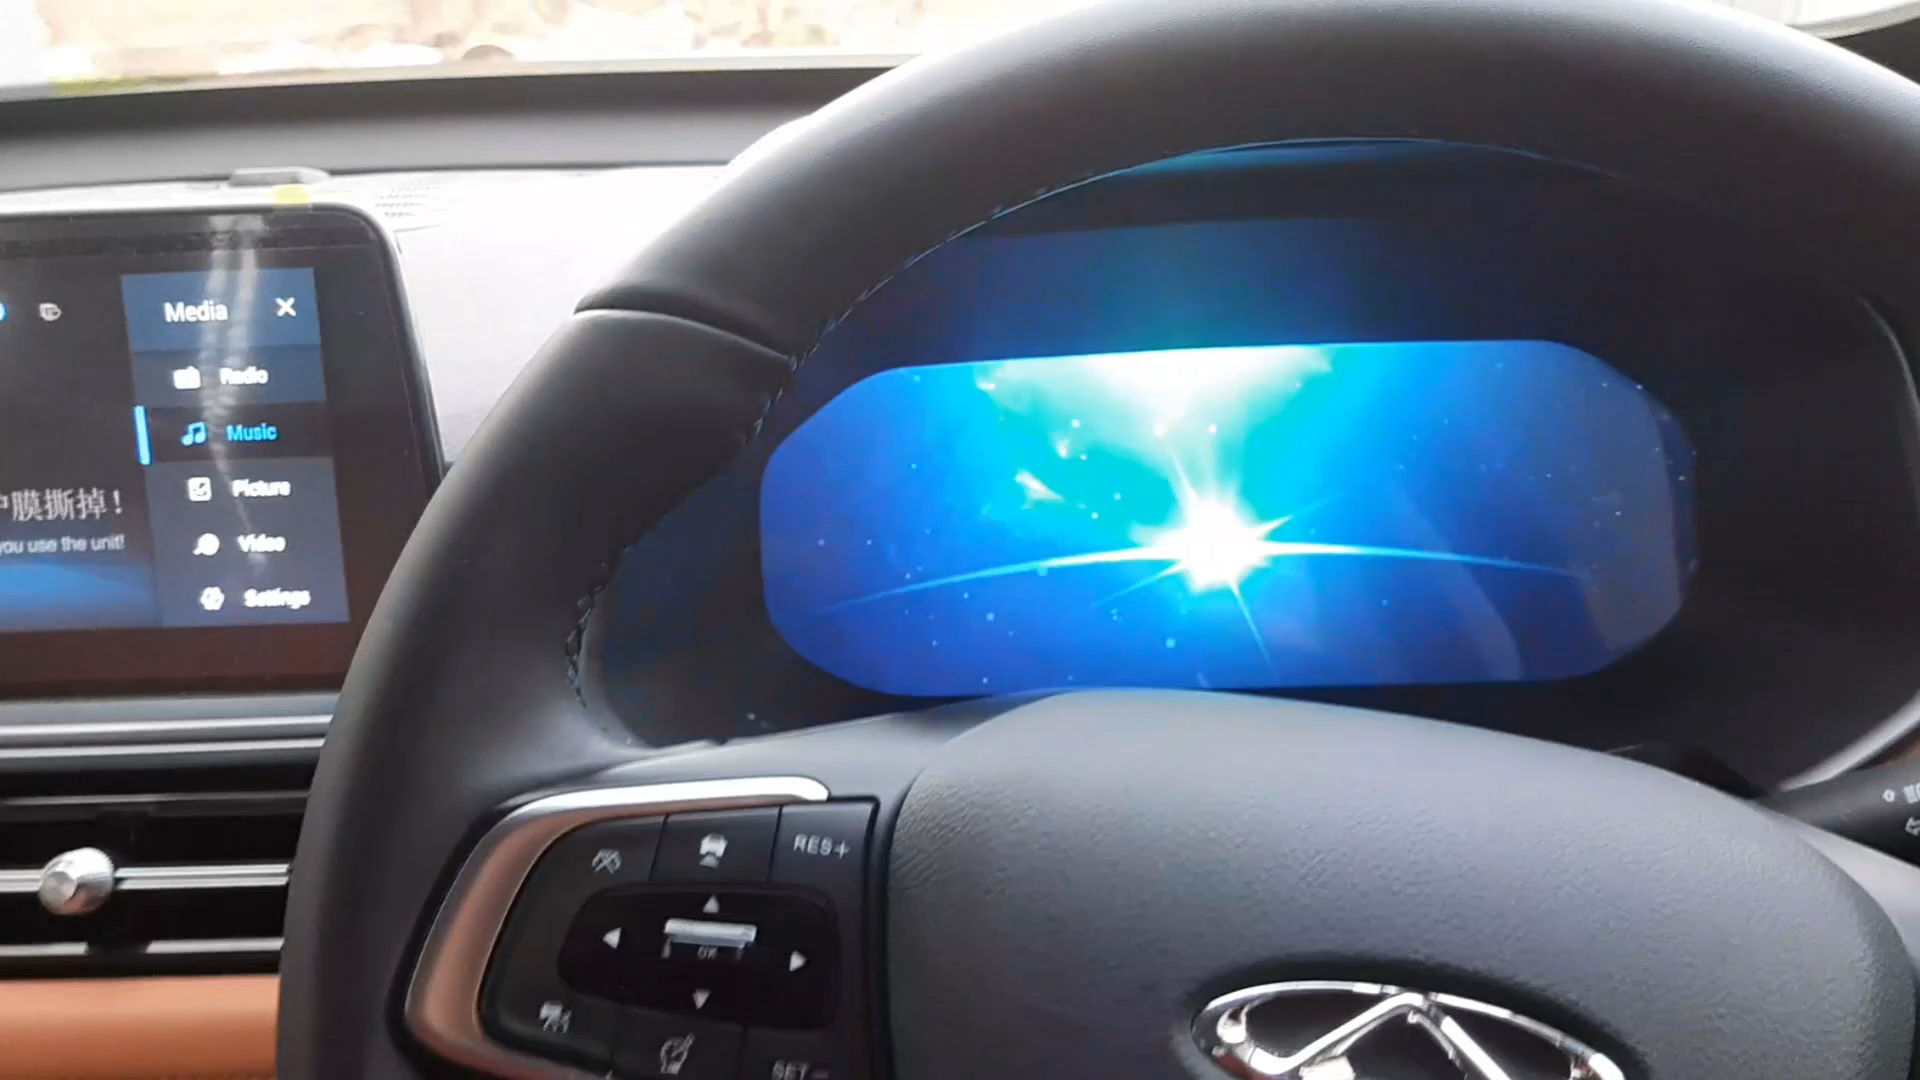 Media
Radio
Music
Picture
Video
Settings
膜撕掉!
you use the unit!
RES+
OK
SET-